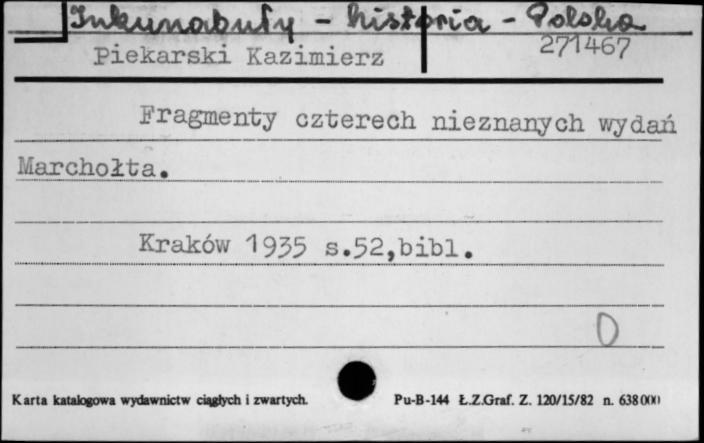 Inkunabuły - historia - Polska
Piekarski Kazimierz 271467
Fragmenty czterech nieznanych wydań
Marchołta.
Kraków 1935 s.52,bibl.
0
Karta katalogowa wydawnictw ciągłych i zwartych. Pu-B-144 Ł.Z.Graf. Z. 120/15/82 n. 638000